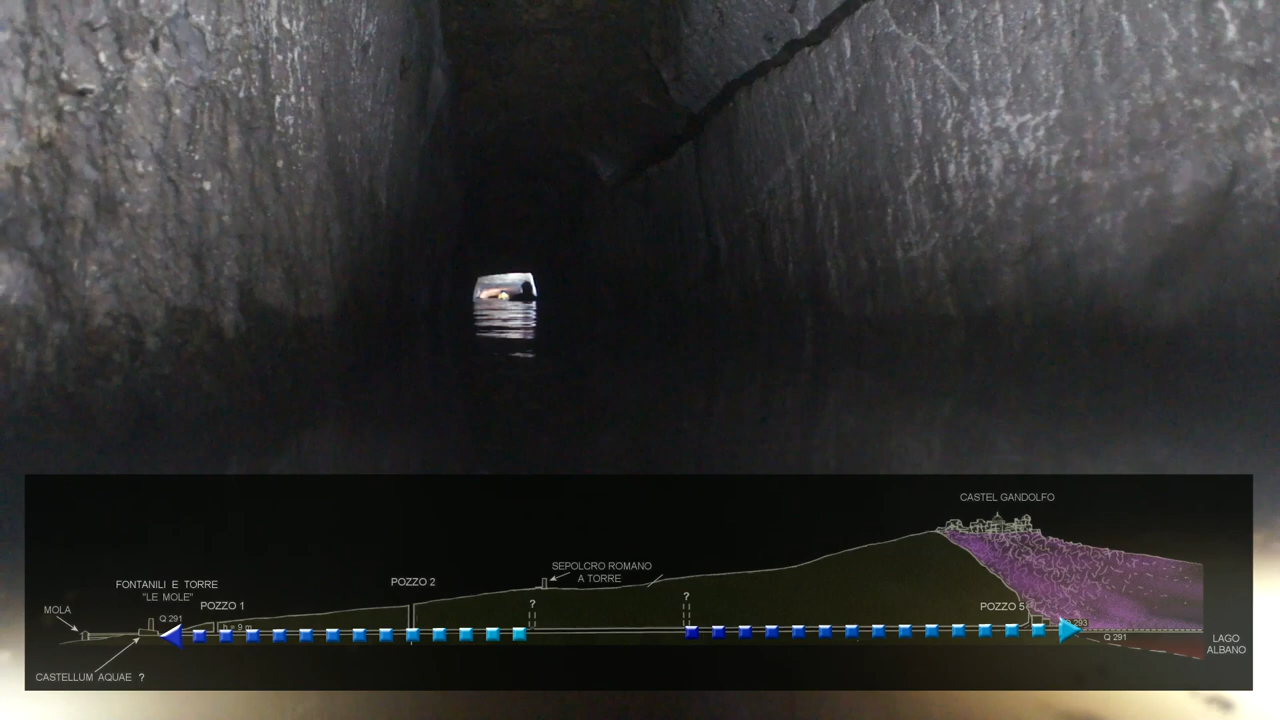 CASTEL GANDOLFO
SEPOLCRO ROMANO
A TORRE
POZZO 2
FONTANILI E TORRE
"LE MOLE"
POZZO 1
MOLA
Q 291
h = 9 m
?
?
POZZO 5
293
Q 291
LAGO
ALBANO
CASTELLUM AQUAE ?